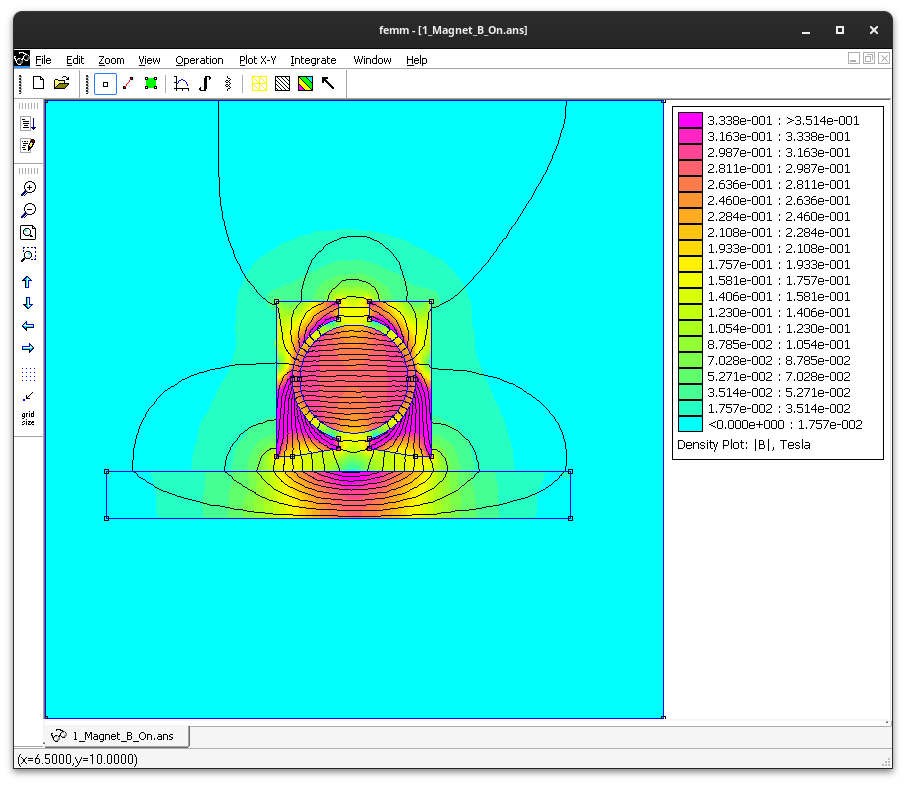 femm - [1_Magnet_B_On.ans]
File Edit Zoom View Operation Plot X-Y Integrate Window Help
3.338e-001 : >3.514e-001
3.163e-001 : 3.338e-001
2.987e-001 : 3.163e-001
2.811e-001 : 2.987e-001
2.636e-001 : 2.811e-001
2.460e-001 : 2.636e-001
2.284e-001 : 2.460e-001
2.108e-001 : 2.284e-001
1.933e-001 : 2.108e-001
1.757e-001 : 1.933e-001
1.581e-001 : 1.757e-001
1.406e-001 : 1.581e-001
1.230e-001 : 1.406e-001
1.054e-001 : 1.230e-001
8.785e-002 : 1.054e-001
7.028e-002 : 8.785e-002
5.271e-002 : 7.028e-002
3.514e-002 : 5.271e-002
1.757e-002 : 3.514e-002
<0.000e+000 : 1.757e-002
Density Plot: |B|, Tesla
grid
size
1_Magnet_B_On.ans
(x=6.5000,y=10.0000)